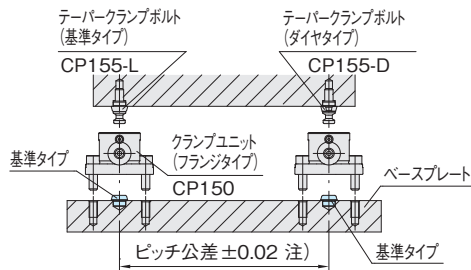 テーパークランプボルト
(基準タイプ)
CP155-L
テーパークランプボルト
(ダイヤタイプ)
CP155-D
基準タイプ
クランプユニット
(フランジタイプ)
CP150
ベースプレート
ピッチ公差±0.02 注)
基準タイプ